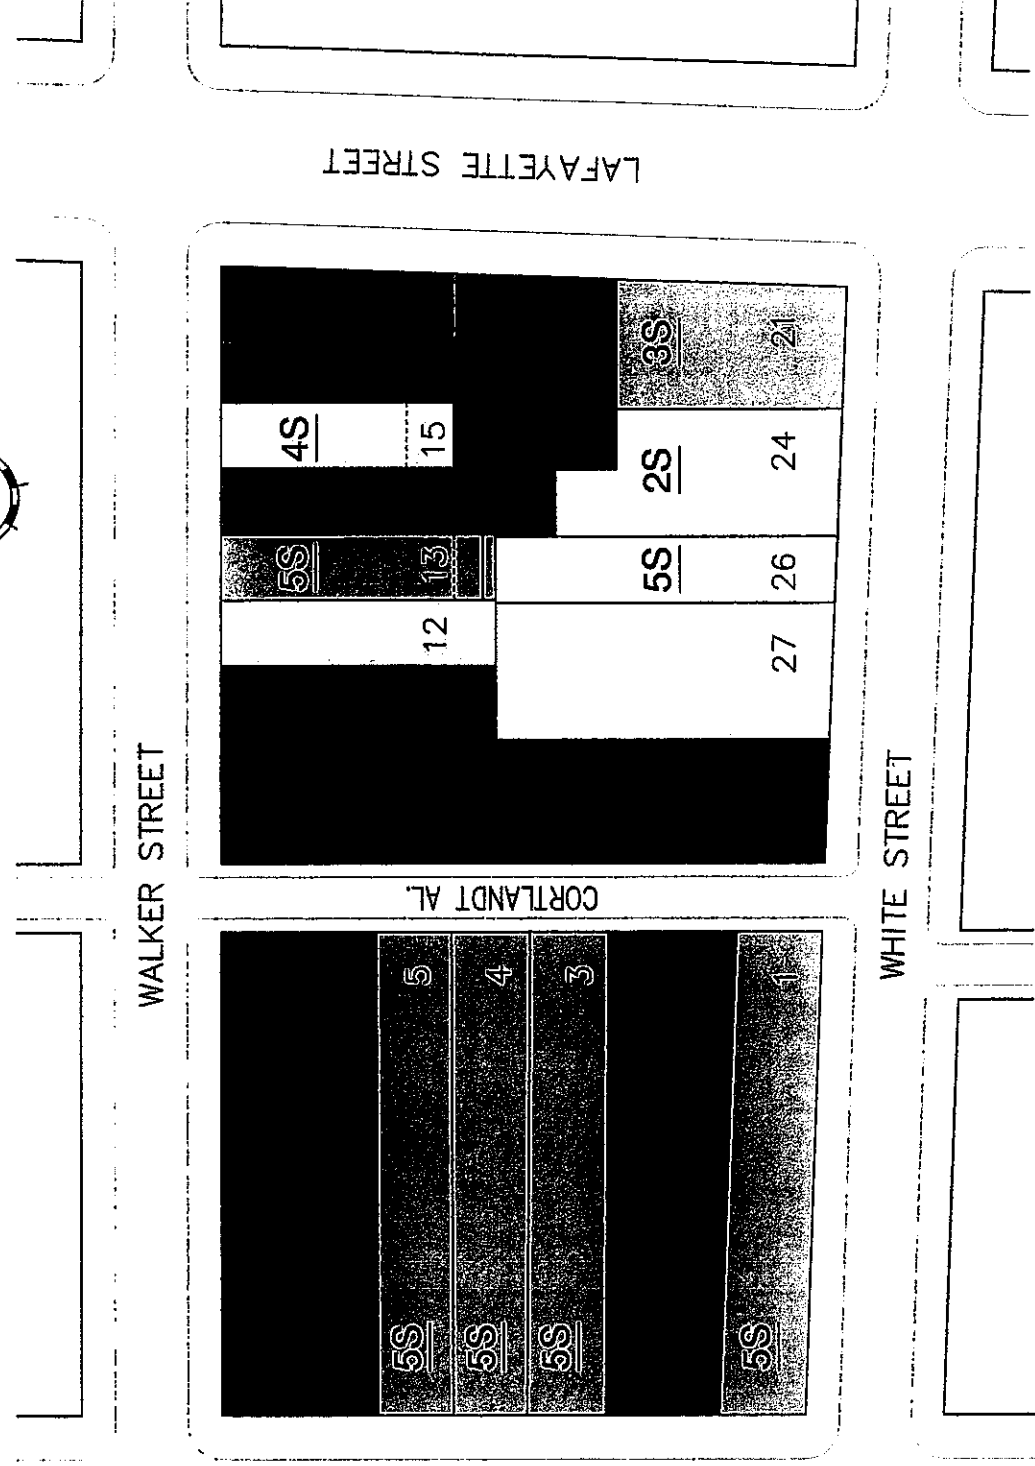 LAFAYETTE STREET
WALKER STREET
CORTLANDT AL.
WHITE STREET
3S
21
4S
15
2S
24
5S
13
5S
26
12
27
5S
5
5S
4
5S
3
5S
1